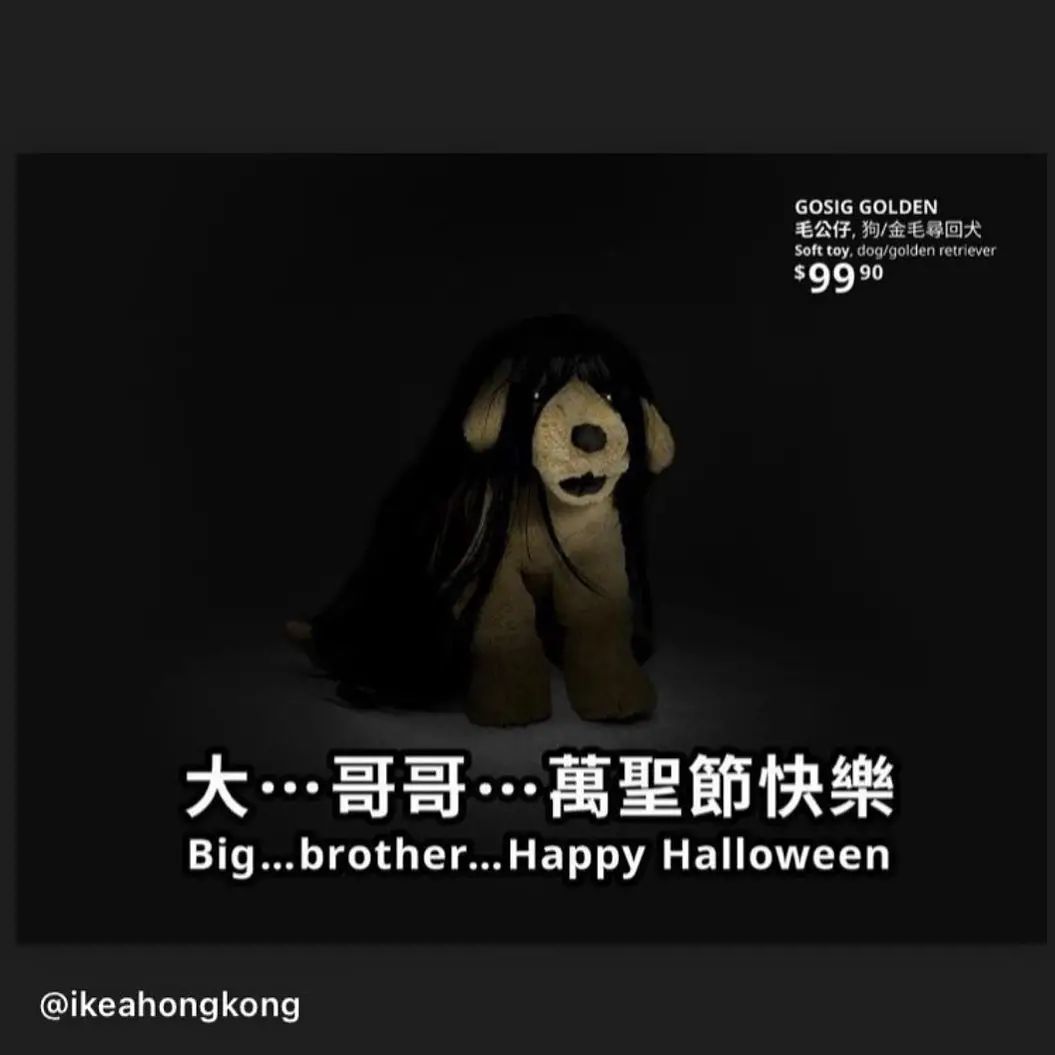 GOSIG GOLDEN
毛公仔, 狗/金毛尋回犬
Soft toy, dog/golden retriever
$99 90
大⋯哥哥⋯萬聖節快樂
Big...brother...Happy Halloween
@ikeahongkong